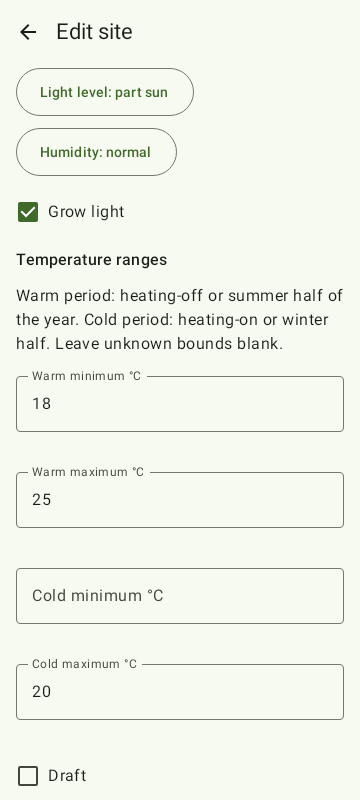 Edit site
Light level: part sun
Humidity: normal
Grow light
Temperature ranges
Warm period: heating-off or summer half of
the year. Cold period: heating-on or winter
half. Leave unknown bounds blank.
Warm minimum °C
18
Warm maximum °C
25
Cold minimum °C
Cold maximum °C
20
Draft